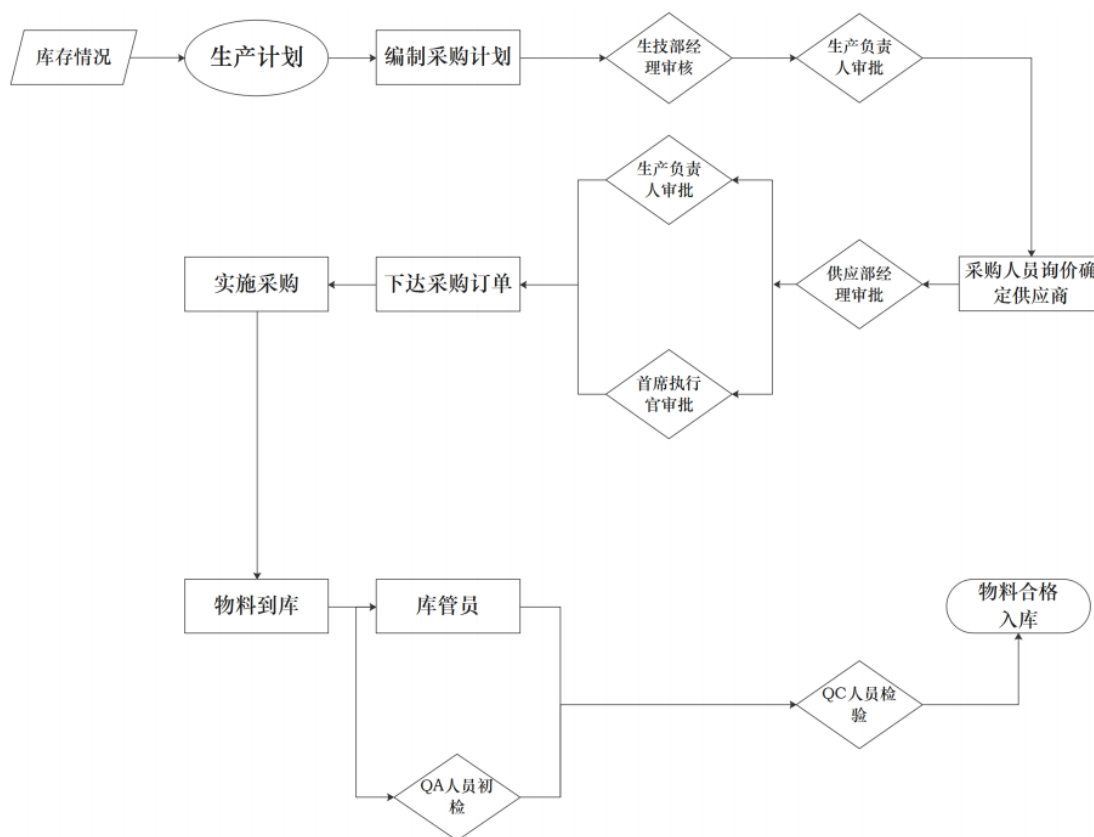 库存情况
生产计划
编制采购计划
生技部经
理审核
生产负责
人审批
生产负责
人审批
实施采购
下达采购订单
供应部经
理审批
采购人员询价确
定供应商
首席执行
官审批
物料到库
库管员
物料合格
入库
QC人员检
验
QA人员初
检